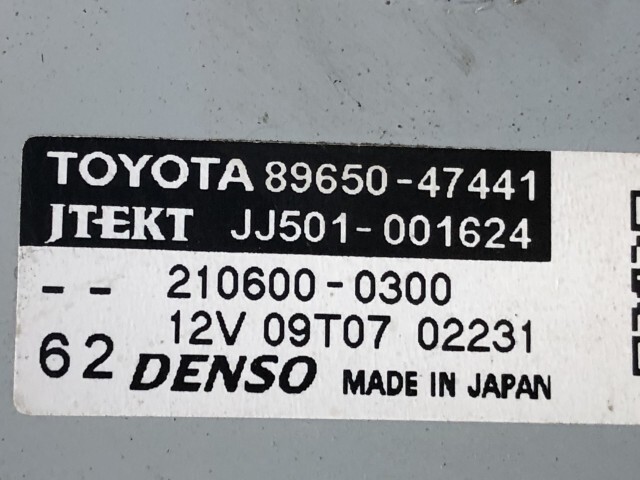 TOYOTA 89650-47441
JTEKT JJ501-001624
-- 210600-0300
12V 09T07 02231
62 DENSO MADE IN JAPAN